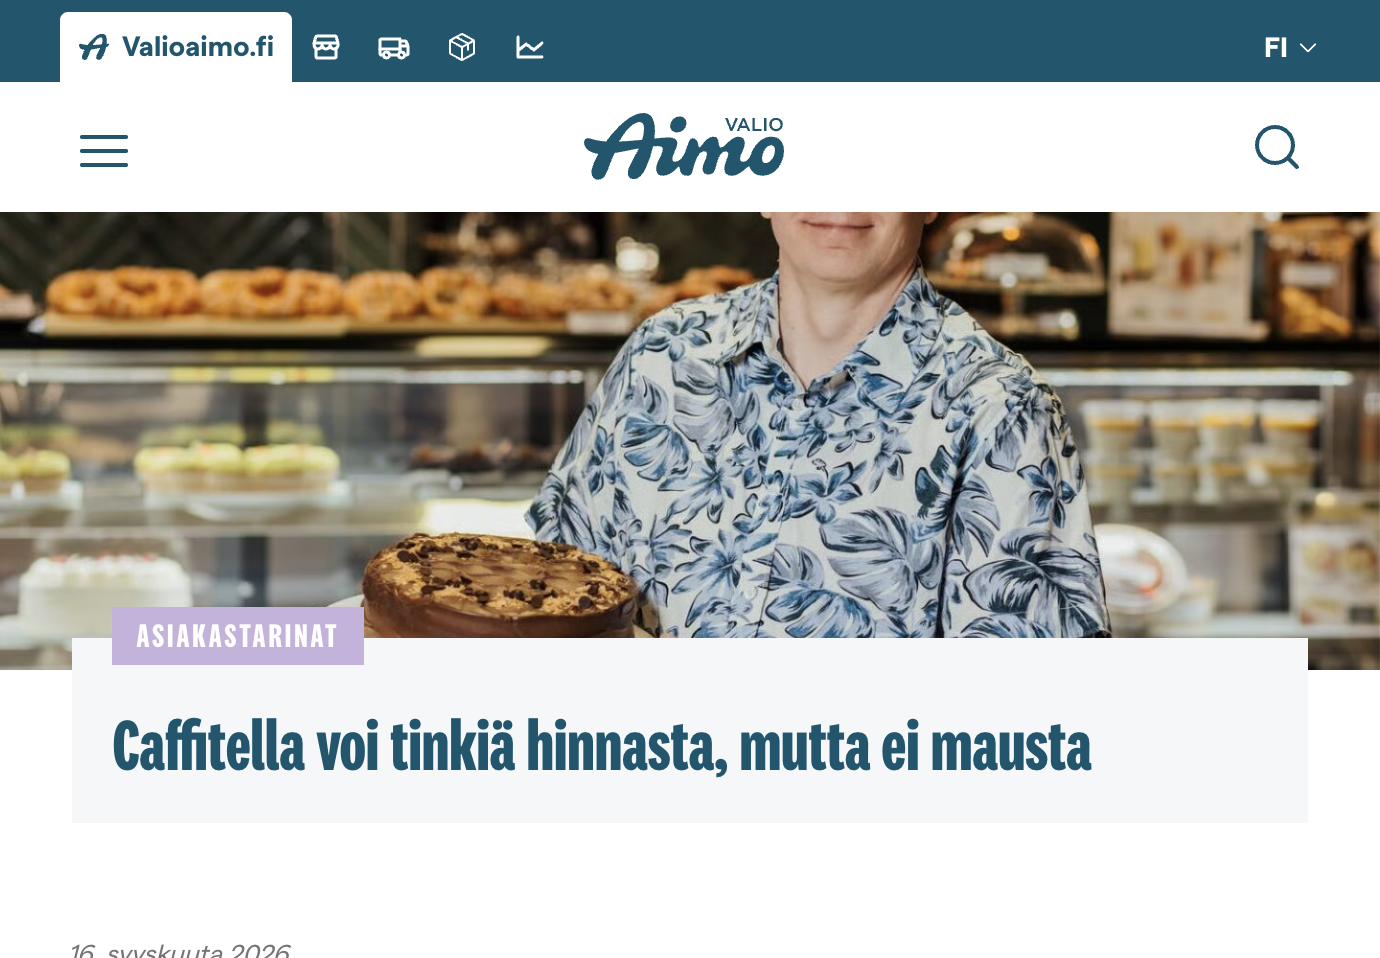 Valioaimo.fi
FI
VALIO
Aimo
ASIAKASTARINAT
Caffitella voi tinkiä hinnasta, mutta ei mausta
16. syyskuuta 2026